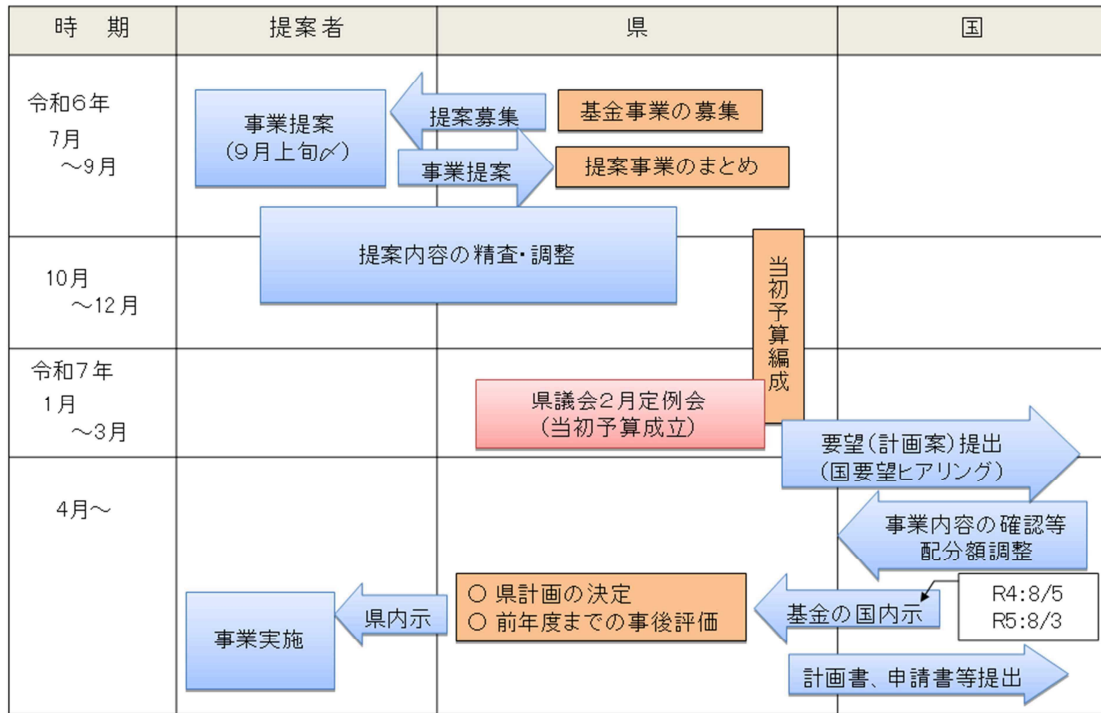 時 期
提案者
県
国
令和6年
7月
～9月
事業提案
(9月上旬〆)
提案募集
基金事業の募集
事業提案
提案事業のまとめ
提案内容の精査・調整
10月
～12月
当初予算編成
令和7年
1月
～3月
県議会2月定例会
(当初予算成立)
要望(計画案)提出
(国要望ヒアリング)
4月～
事業内容の確認等
配分額調整
事業実施
県内示
○ 県計画の決定
○ 前年度までの事後評価
基金の国内示
R4:8/5
R5:8/3
計画書、申請書等提出